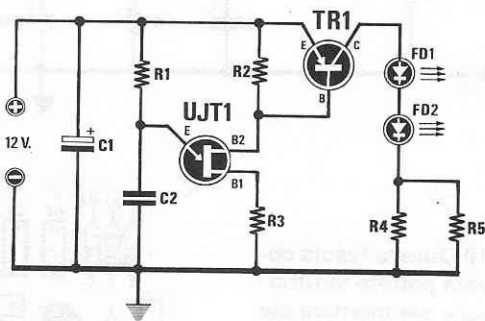 TR1
E
C
B
FD1
FD2
R1
R2
UJT1
E
B2
B1
+
12 V.
-
+
C1
C2
R3
R4
R5